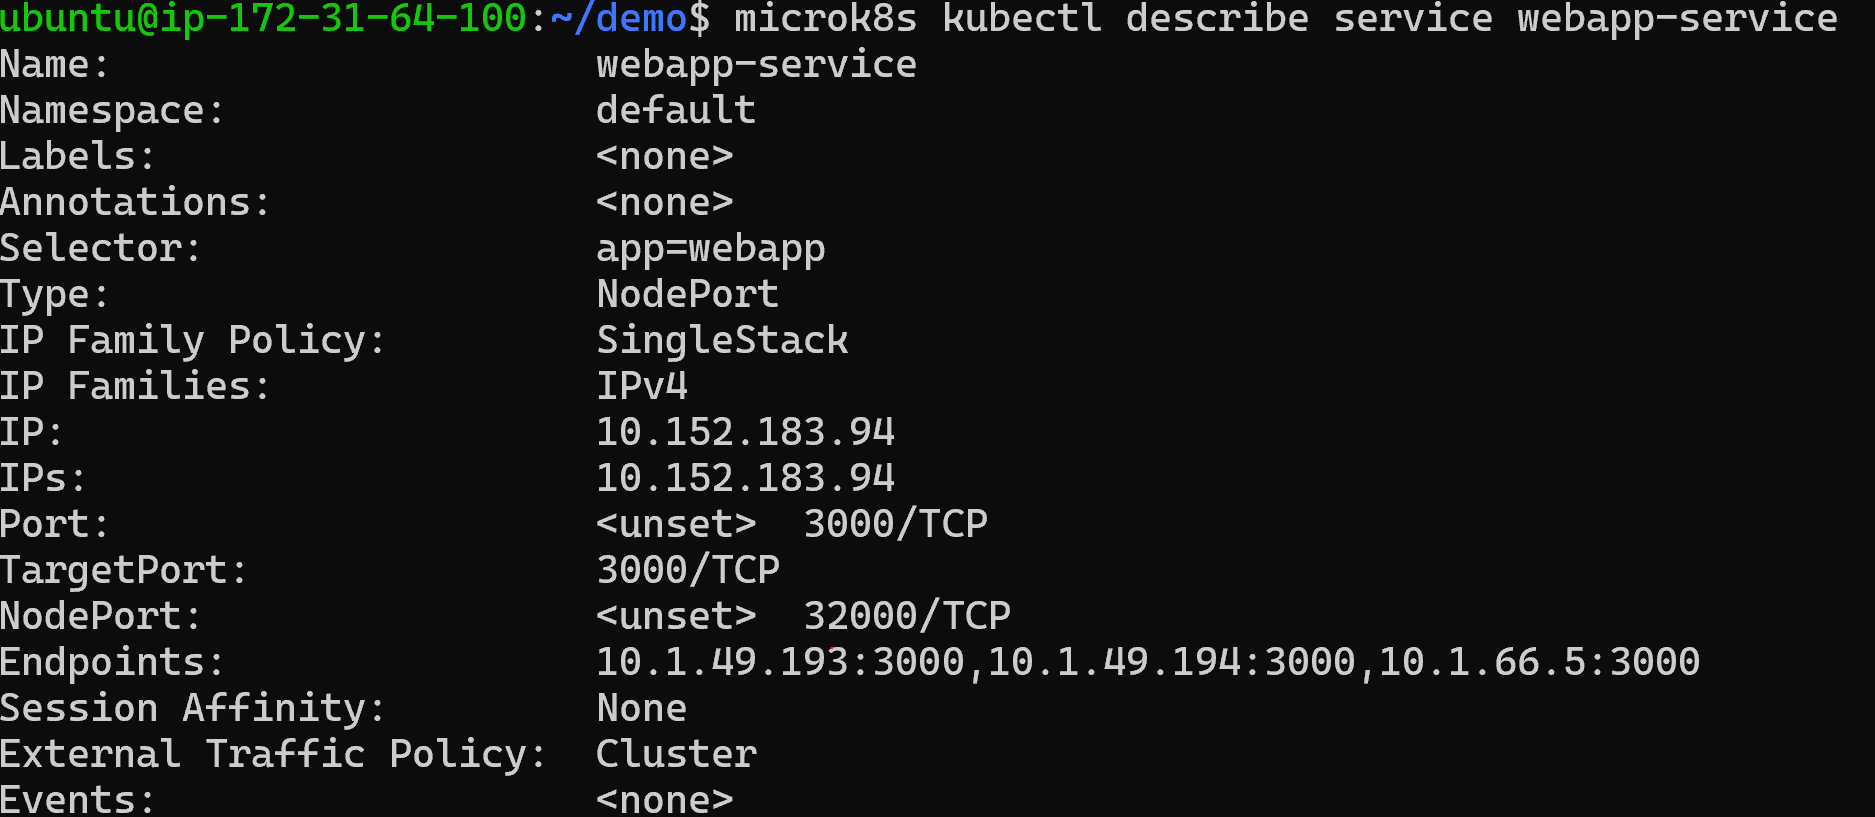 ubuntu@ip-172-31-64-100:~/demo$ microk8s kubectl describe service webapp-service
Name: webapp-service
Namespace: default
Labels: <none>
Annotations: <none>
Selector: app=webapp
Type: NodePort
IP Family Policy: SingleStack
IP Families: IPv4
IP: 10.152.183.94
IPs: 10.152.183.94
Port: <unset> 3000/TCP
TargetPort: 3000/TCP
NodePort: <unset> 32000/TCP
Endpoints: 10.1.49.193:3000,10.1.49.194:3000,10.1.66.5:3000
Session Affinity: None
External Traffic Policy: Cluster
Events: <none>